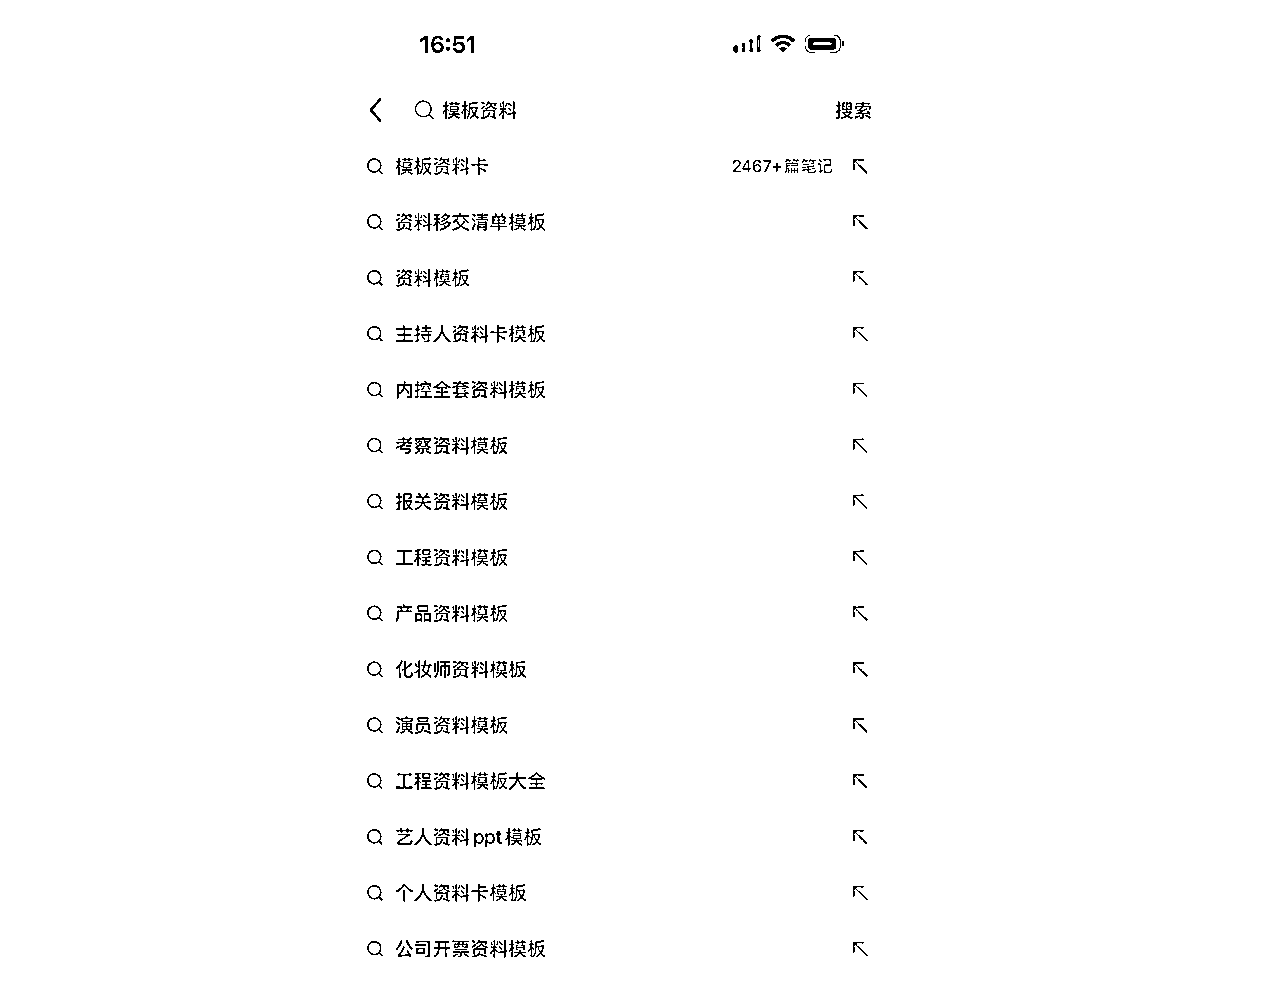 16:51
模板资料 搜索
模板资料卡 2467+篇笔记
资料移交清单模板
资料模板
主持人资料卡模板
内控全套资料模板
考察资料模板
报关资料模板
工程资料模板
产品资料模板
化妆师资料模板
演员资料模板
工程资料模板大全
艺人资料ppt模板
个人资料卡模板
公司开票资料模板